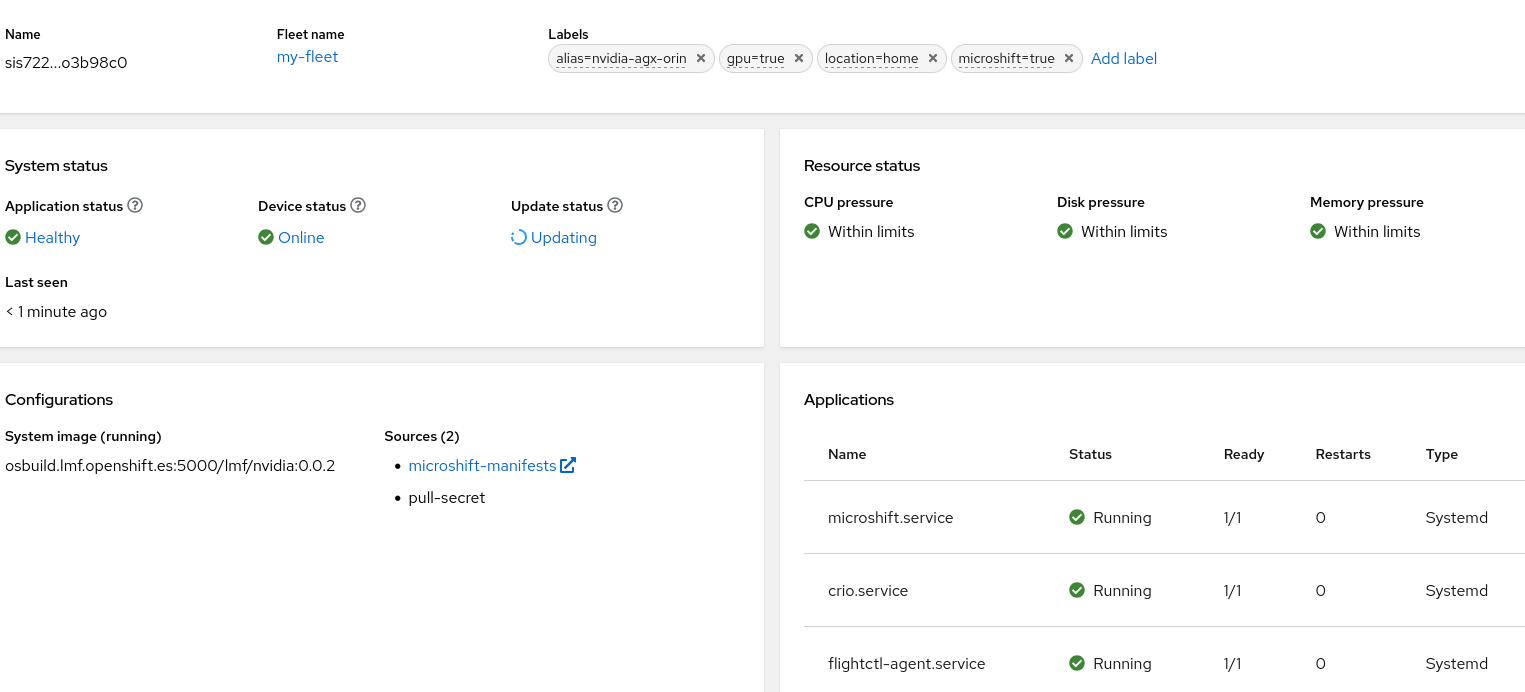 Name
sis722...o3b98c0
Fleet name
my-fleet
Labels
alias=nvidia-agx-orin
gpu=true
location=home
microshift=true
Add label
System status
Application status
Healthy
Device status
Online
Update status
Updating
Last seen
< 1 minute ago
Resource status
CPU pressure
Within limits
Disk pressure
Within limits
Memory pressure
Within limits
Configurations
System image (running)
osbuild.lmf.openshift.es:5000/lmf/nvidia:0.0.2
Sources (2)
• microshift-manifests
• pull-secret
Applications
Name Status Ready Restarts Type
microshift.service Running 1/1 0 Systemd
crio.service Running 1/1 0 Systemd
flightctl-agent.service Running 1/1 0 Systemd